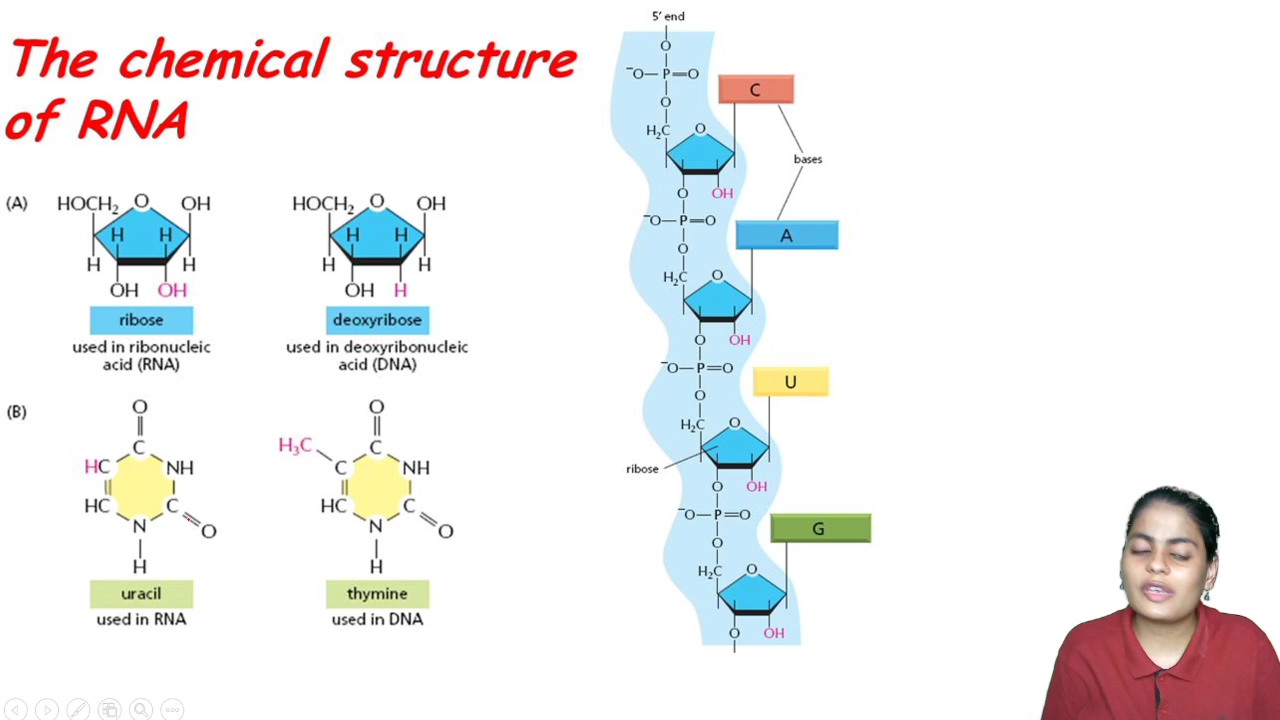 The chemical structure
of RNA
(A)
HOCH₂ O OH
H H
H H
OH OH
ribose
used in ribonucleic
acid (RNA)
HOCH₂ O OH
H H
H H
OH H
deoxyribose
used in deoxyribonucleic
acid (DNA)
(B)
O
C
HC NH
HC C
N O
H
uracil
used in RNA
O
H₃C C
C NH
HC C
N O
H
thymine
used in DNA
5′ end
O
⁻O—P=O
O
C
H₂C O
bases
O OH
⁻O—P=O
A
O
H₂C O
O OH
⁻O—P=O
U
O
H₂C O
ribose
O OH
⁻O—P=O
G
O
H₂C O
O OH